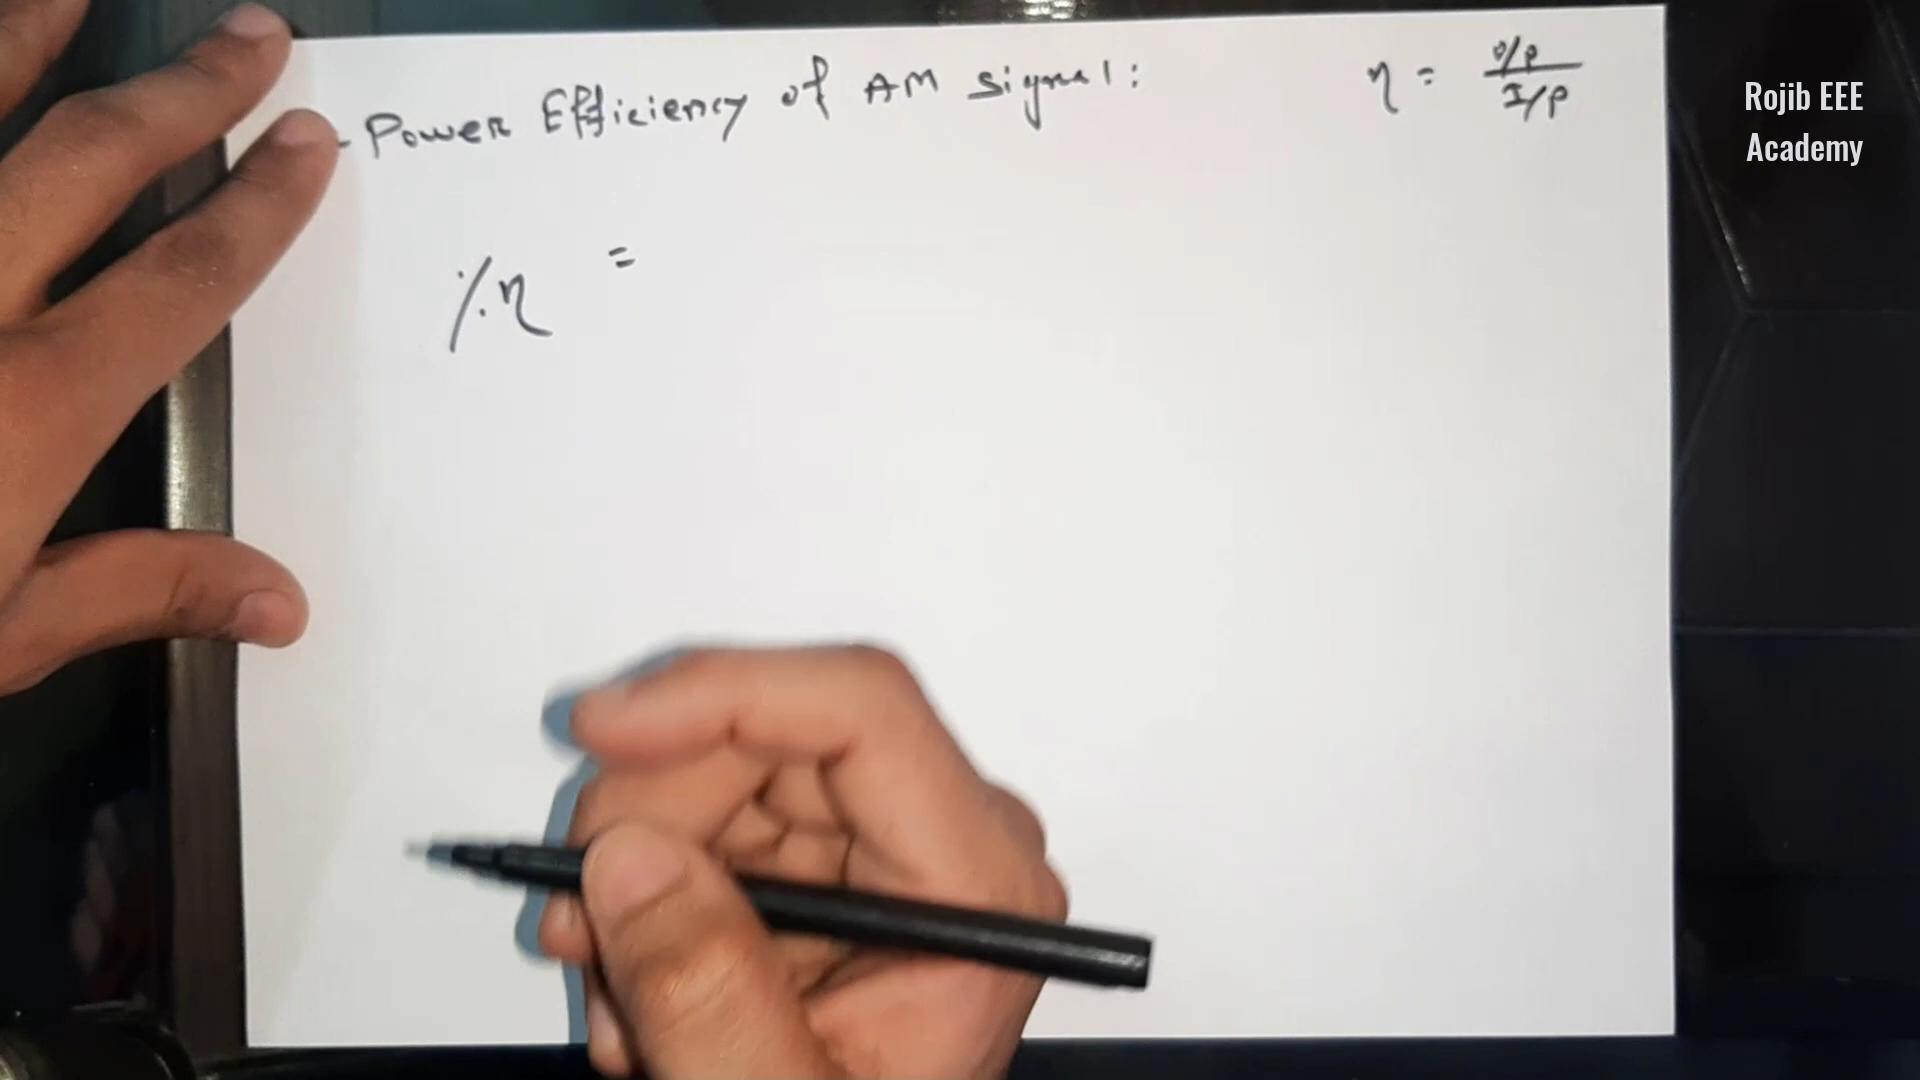 Power Efficiency of AM Signal:
η = O/P / I/P
Rojib EEE
Academy
% η =